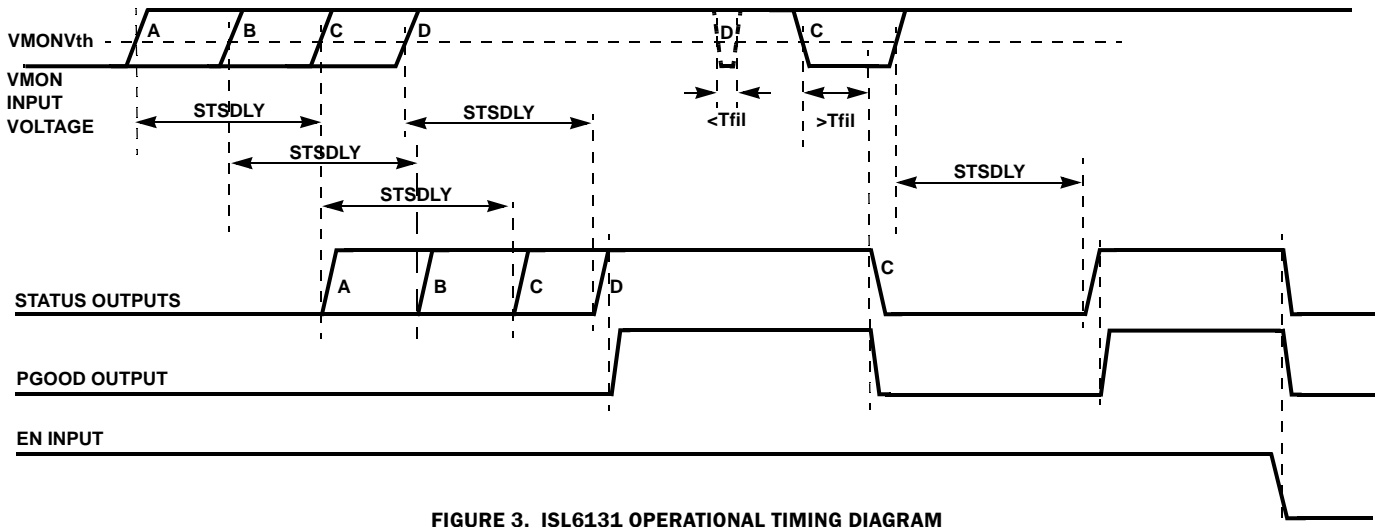 A B C D D C
VMONVth
VMON
INPUT
VOLTAGE
STSDLY STSDLY
<Tfil >Tfil
STSDLY
STSDLY
STSDLY
C
A B C D
STATUS OUTPUTS
PGOOD OUTPUT
EN INPUT
FIGURE 3. ISL6131 OPERATIONAL TIMING DIAGRAM